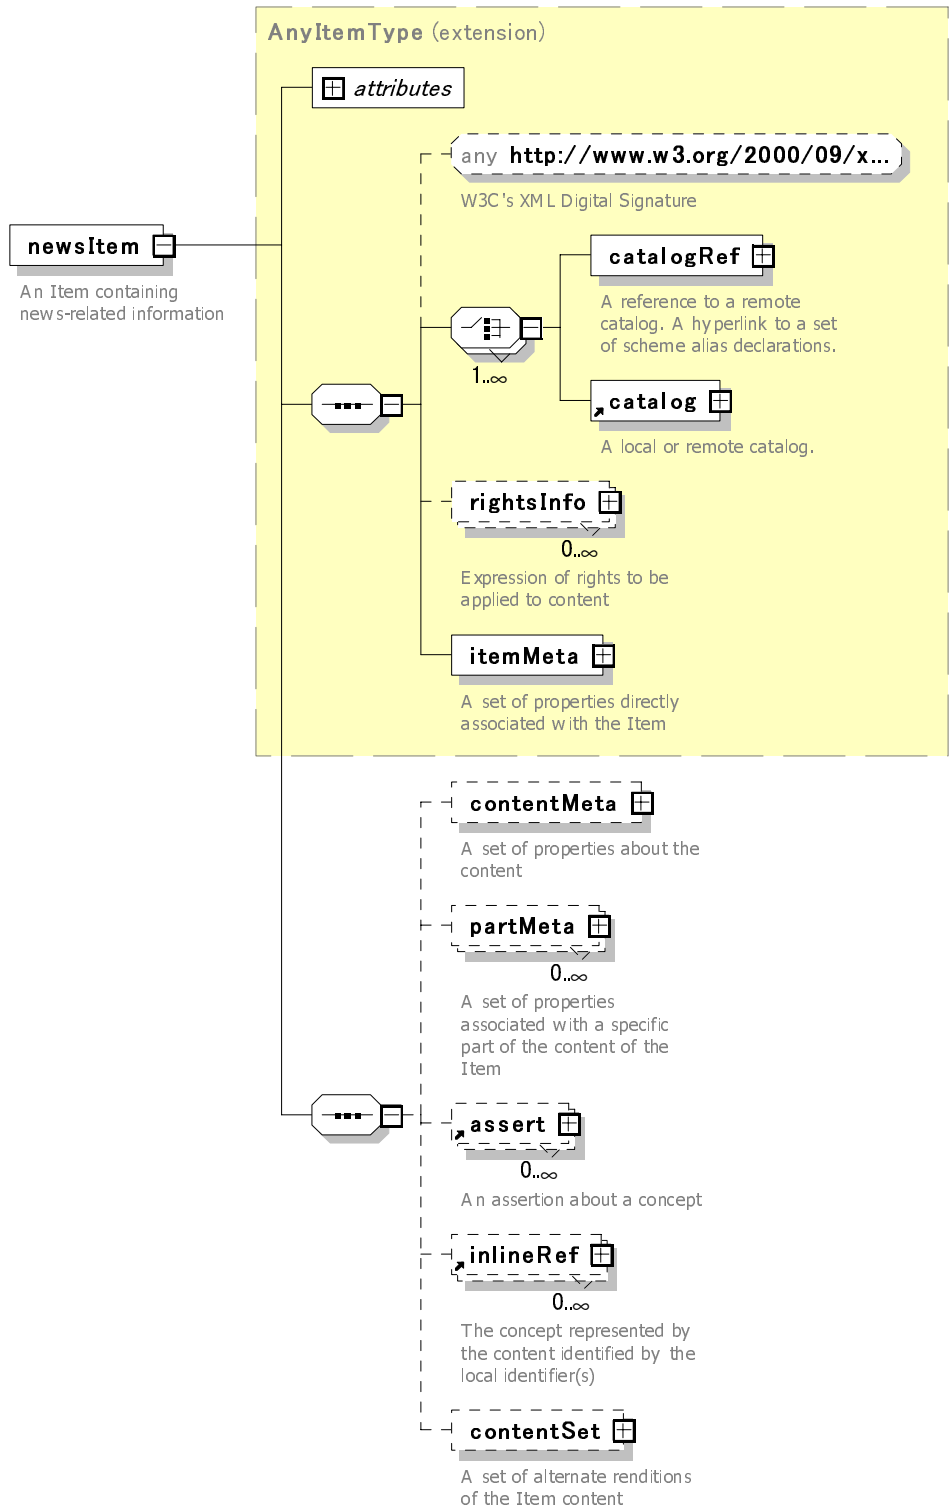 AnyItemType (extension)
attributes
any http://www.w3.org/2000/09/x...
W3C's XML Digital Signature
newsItem
An Item containing
news-related information
catalogRef
A reference to a remote
catalog. A hyperlink to a set
of scheme alias declarations.
1..∞
catalog
A local or remote catalog.
rightsInfo
0..∞
Expression of rights to be
applied to content
itemMeta
A set of properties directly
associated with the Item
contentMeta
A set of properties about the
content
partMeta
0..∞
A set of properties
associated with a specific
part of the content of the
Item
assert
0..∞
An assertion about a concept
inlineRef
0..∞
The concept represented by
the content identified by the
local identifier(s)
contentSet
A set of alternate renditions
of the Item content